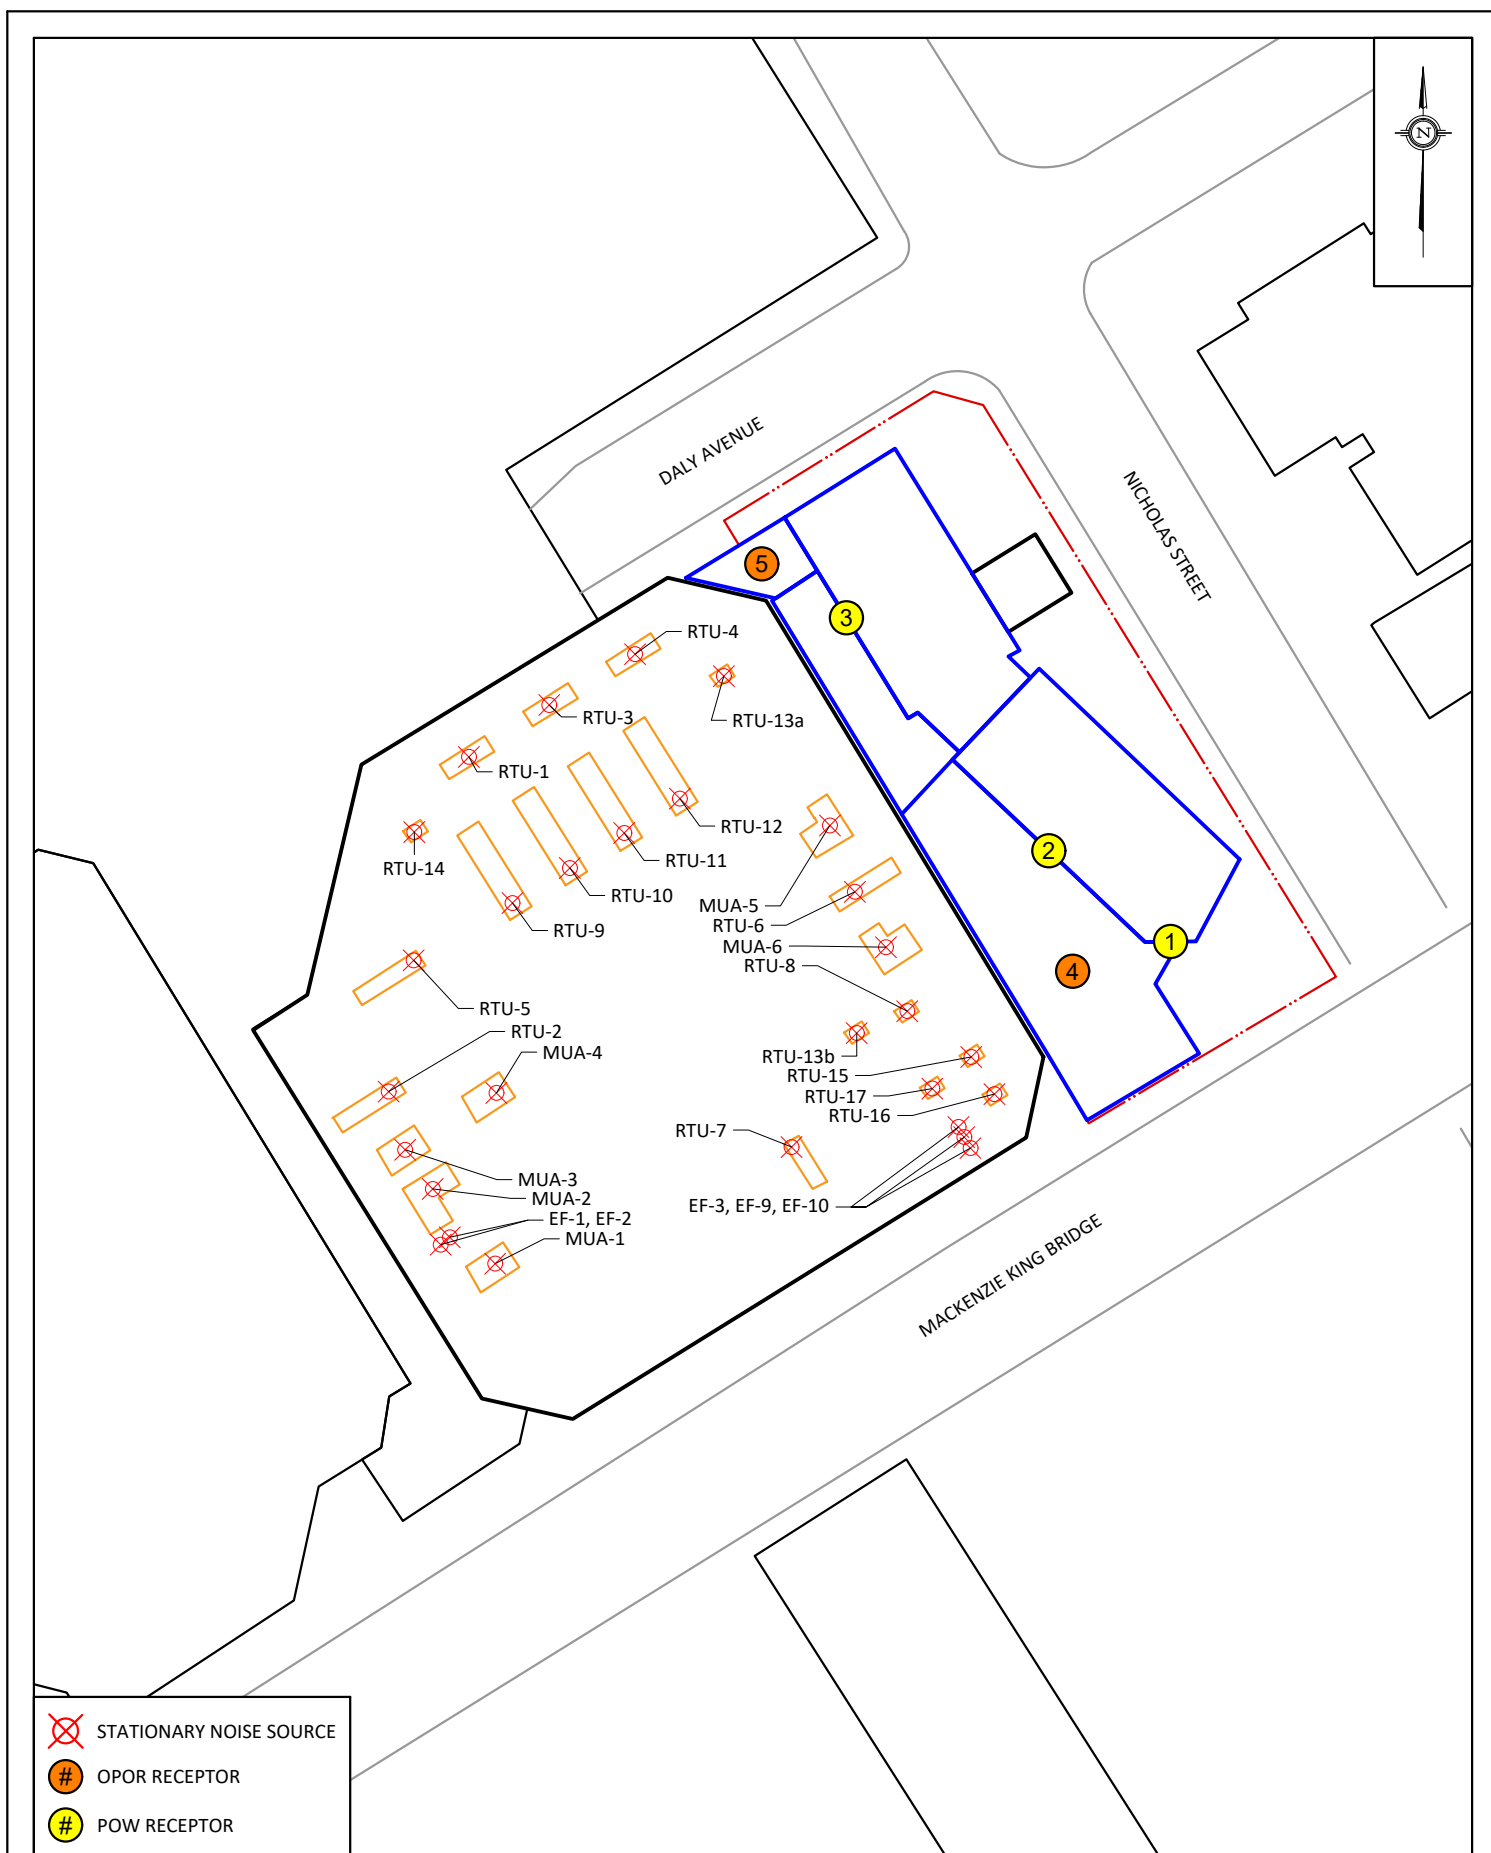 N
DALY AVENUE
NICHOLAS STREET
5
3
RTU-4
RTU-13a
RTU-3
RTU-1
RTU-12
RTU-11
RTU-14
RTU-10
2
MUA-5
RTU-6
RTU-9
1
MUA-6
RTU-8
4
RTU-5
RTU-2
MUA-4
RTU-13b
RTU-15
RTU-17
RTU-16
RTU-7
MUA-3
MUA-2
EF-3, EF-9, EF-10
EF-1, EF-2
MUA-1
MACKENZIE KING BRIDGE
STATIONARY NOISE SOURCE
# OPOR RECEPTOR
# POW RECEPTOR